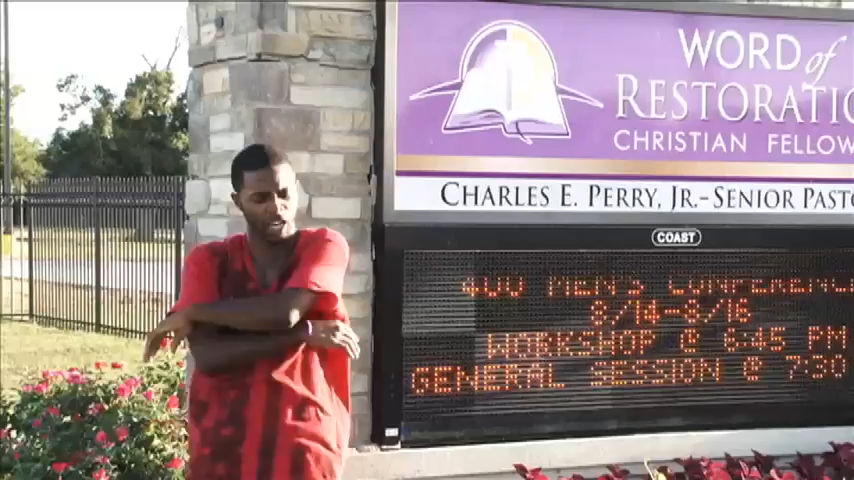 WORD of
RESTORATIO
CHRISTIAN FELLOW
CHARLES E. PERRY, JR.-SENIOR PASTO
COAST
400 MEN'S CONFERENCE
8/14-8/16
WORKSHOP @ 6:45 PM
GENERAL SESSION @ 7:30